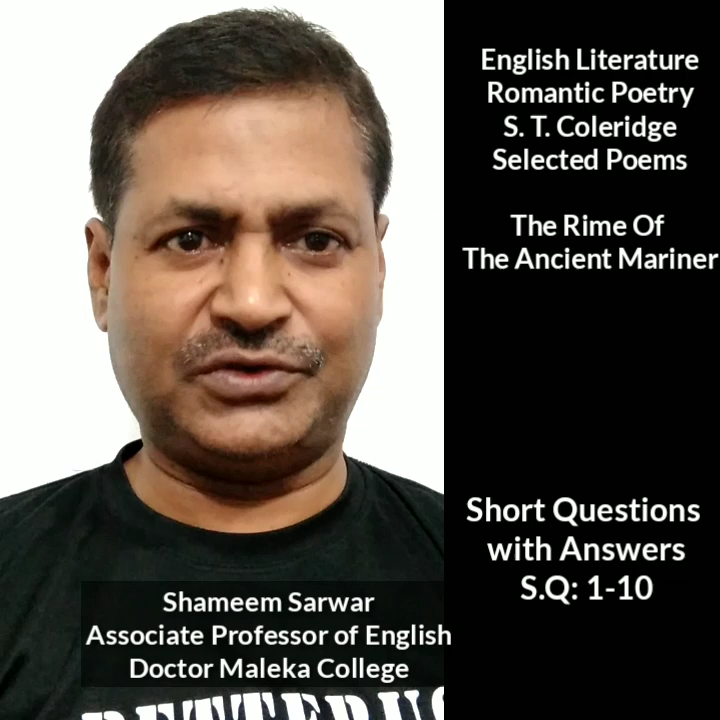 English Literature
Romantic Poetry
S. T. Coleridge
Selected Poems
The Rime Of
The Ancient Mariner
Short Questions
with Answers
S.Q: 1-10
Shameem Sarwar
Associate Professor of English
Doctor Maleka College